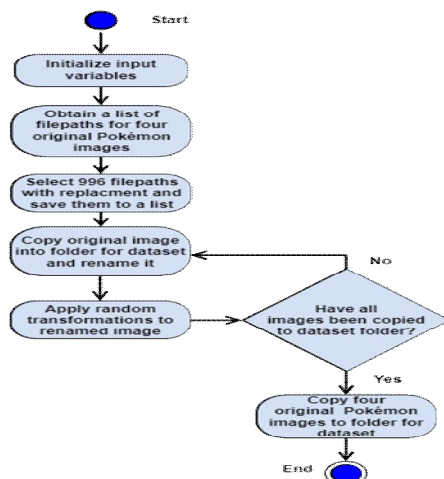 Start
Initialize input
variables
Obtain a list of
filepaths for four
original Pokémon
images
Select 996 filepaths
with replacment and
save them to a list
Copy original image
into folder for dataset
and rename it
Apply random
transformations to
renamed image
No
Have all
images been copied
to dataset folder?
Yes
Copy four
original Pokémon
images to folder for
dataset
End